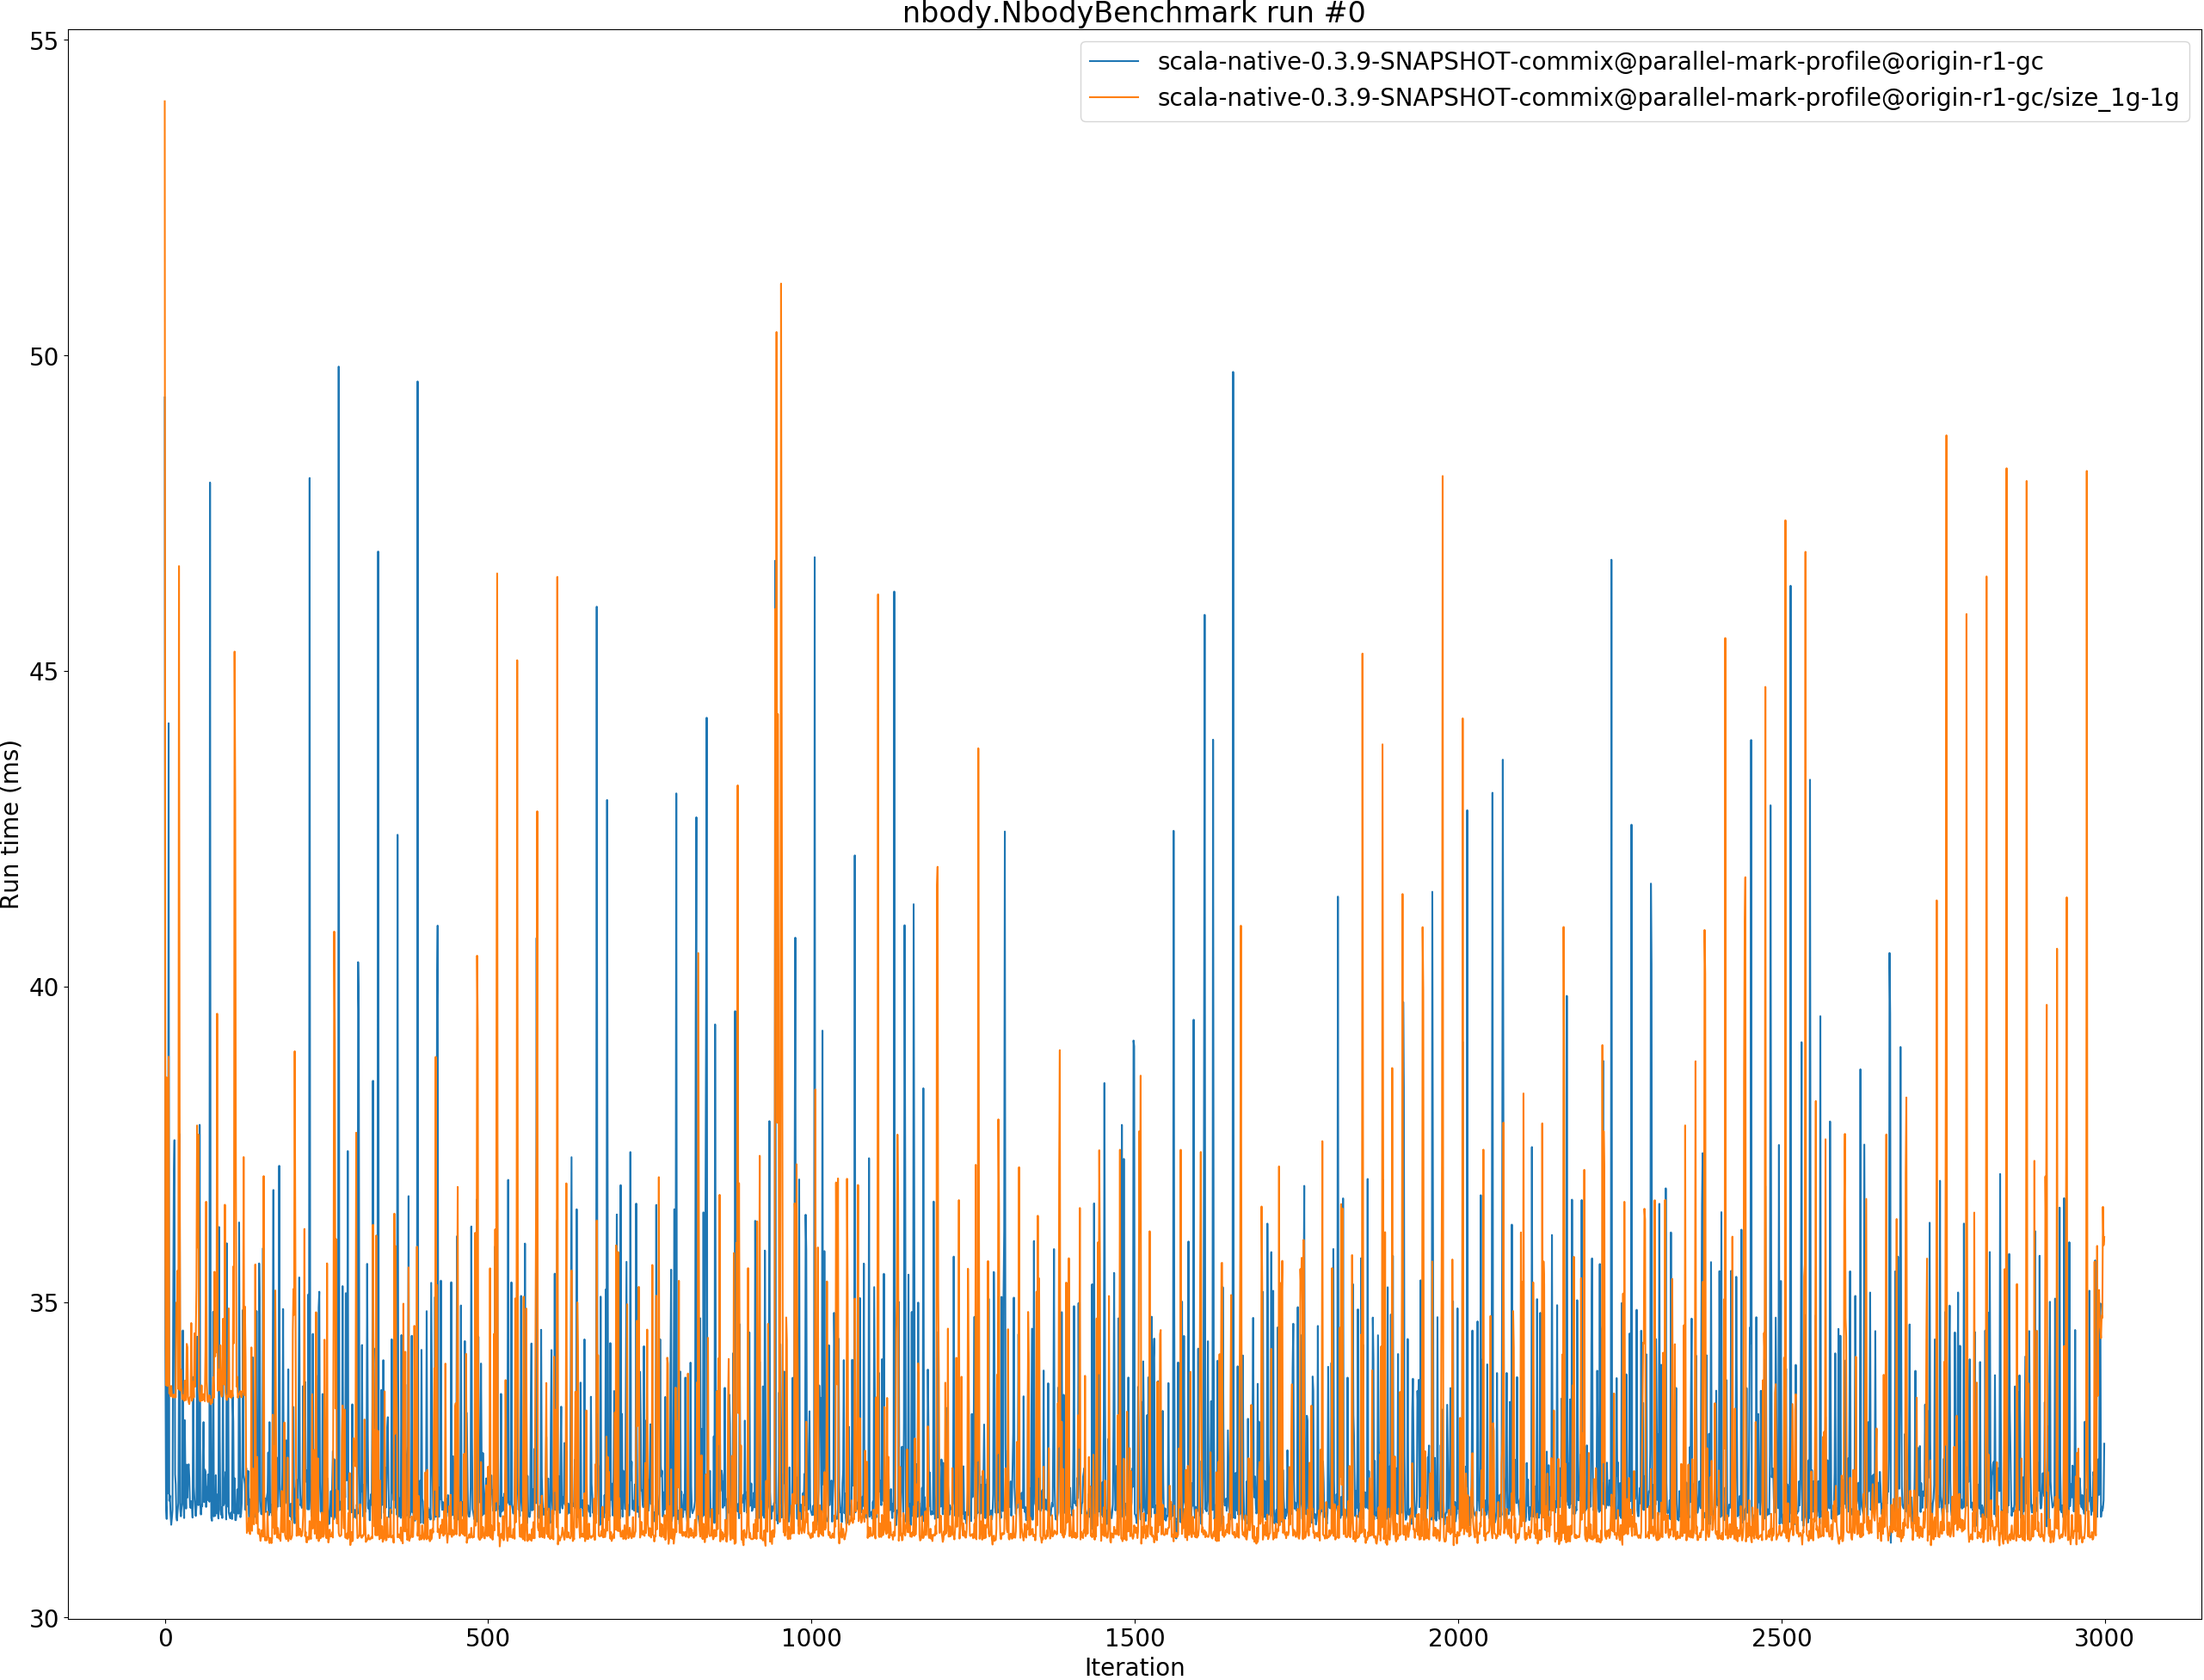 nbody.NbodyBenchmark run #0
scala-native-0.3.9-SNAPSHOT-commix@parallel-mark-profile@origin-r1-gc
scala-native-0.3.9-SNAPSHOT-commix@parallel-mark-profile@origin-r1-gc/size_1g-1g
55
50
45
40
35
30
Run time (ms)
0 500 1000 1500 2000 2500 3000
Iteration